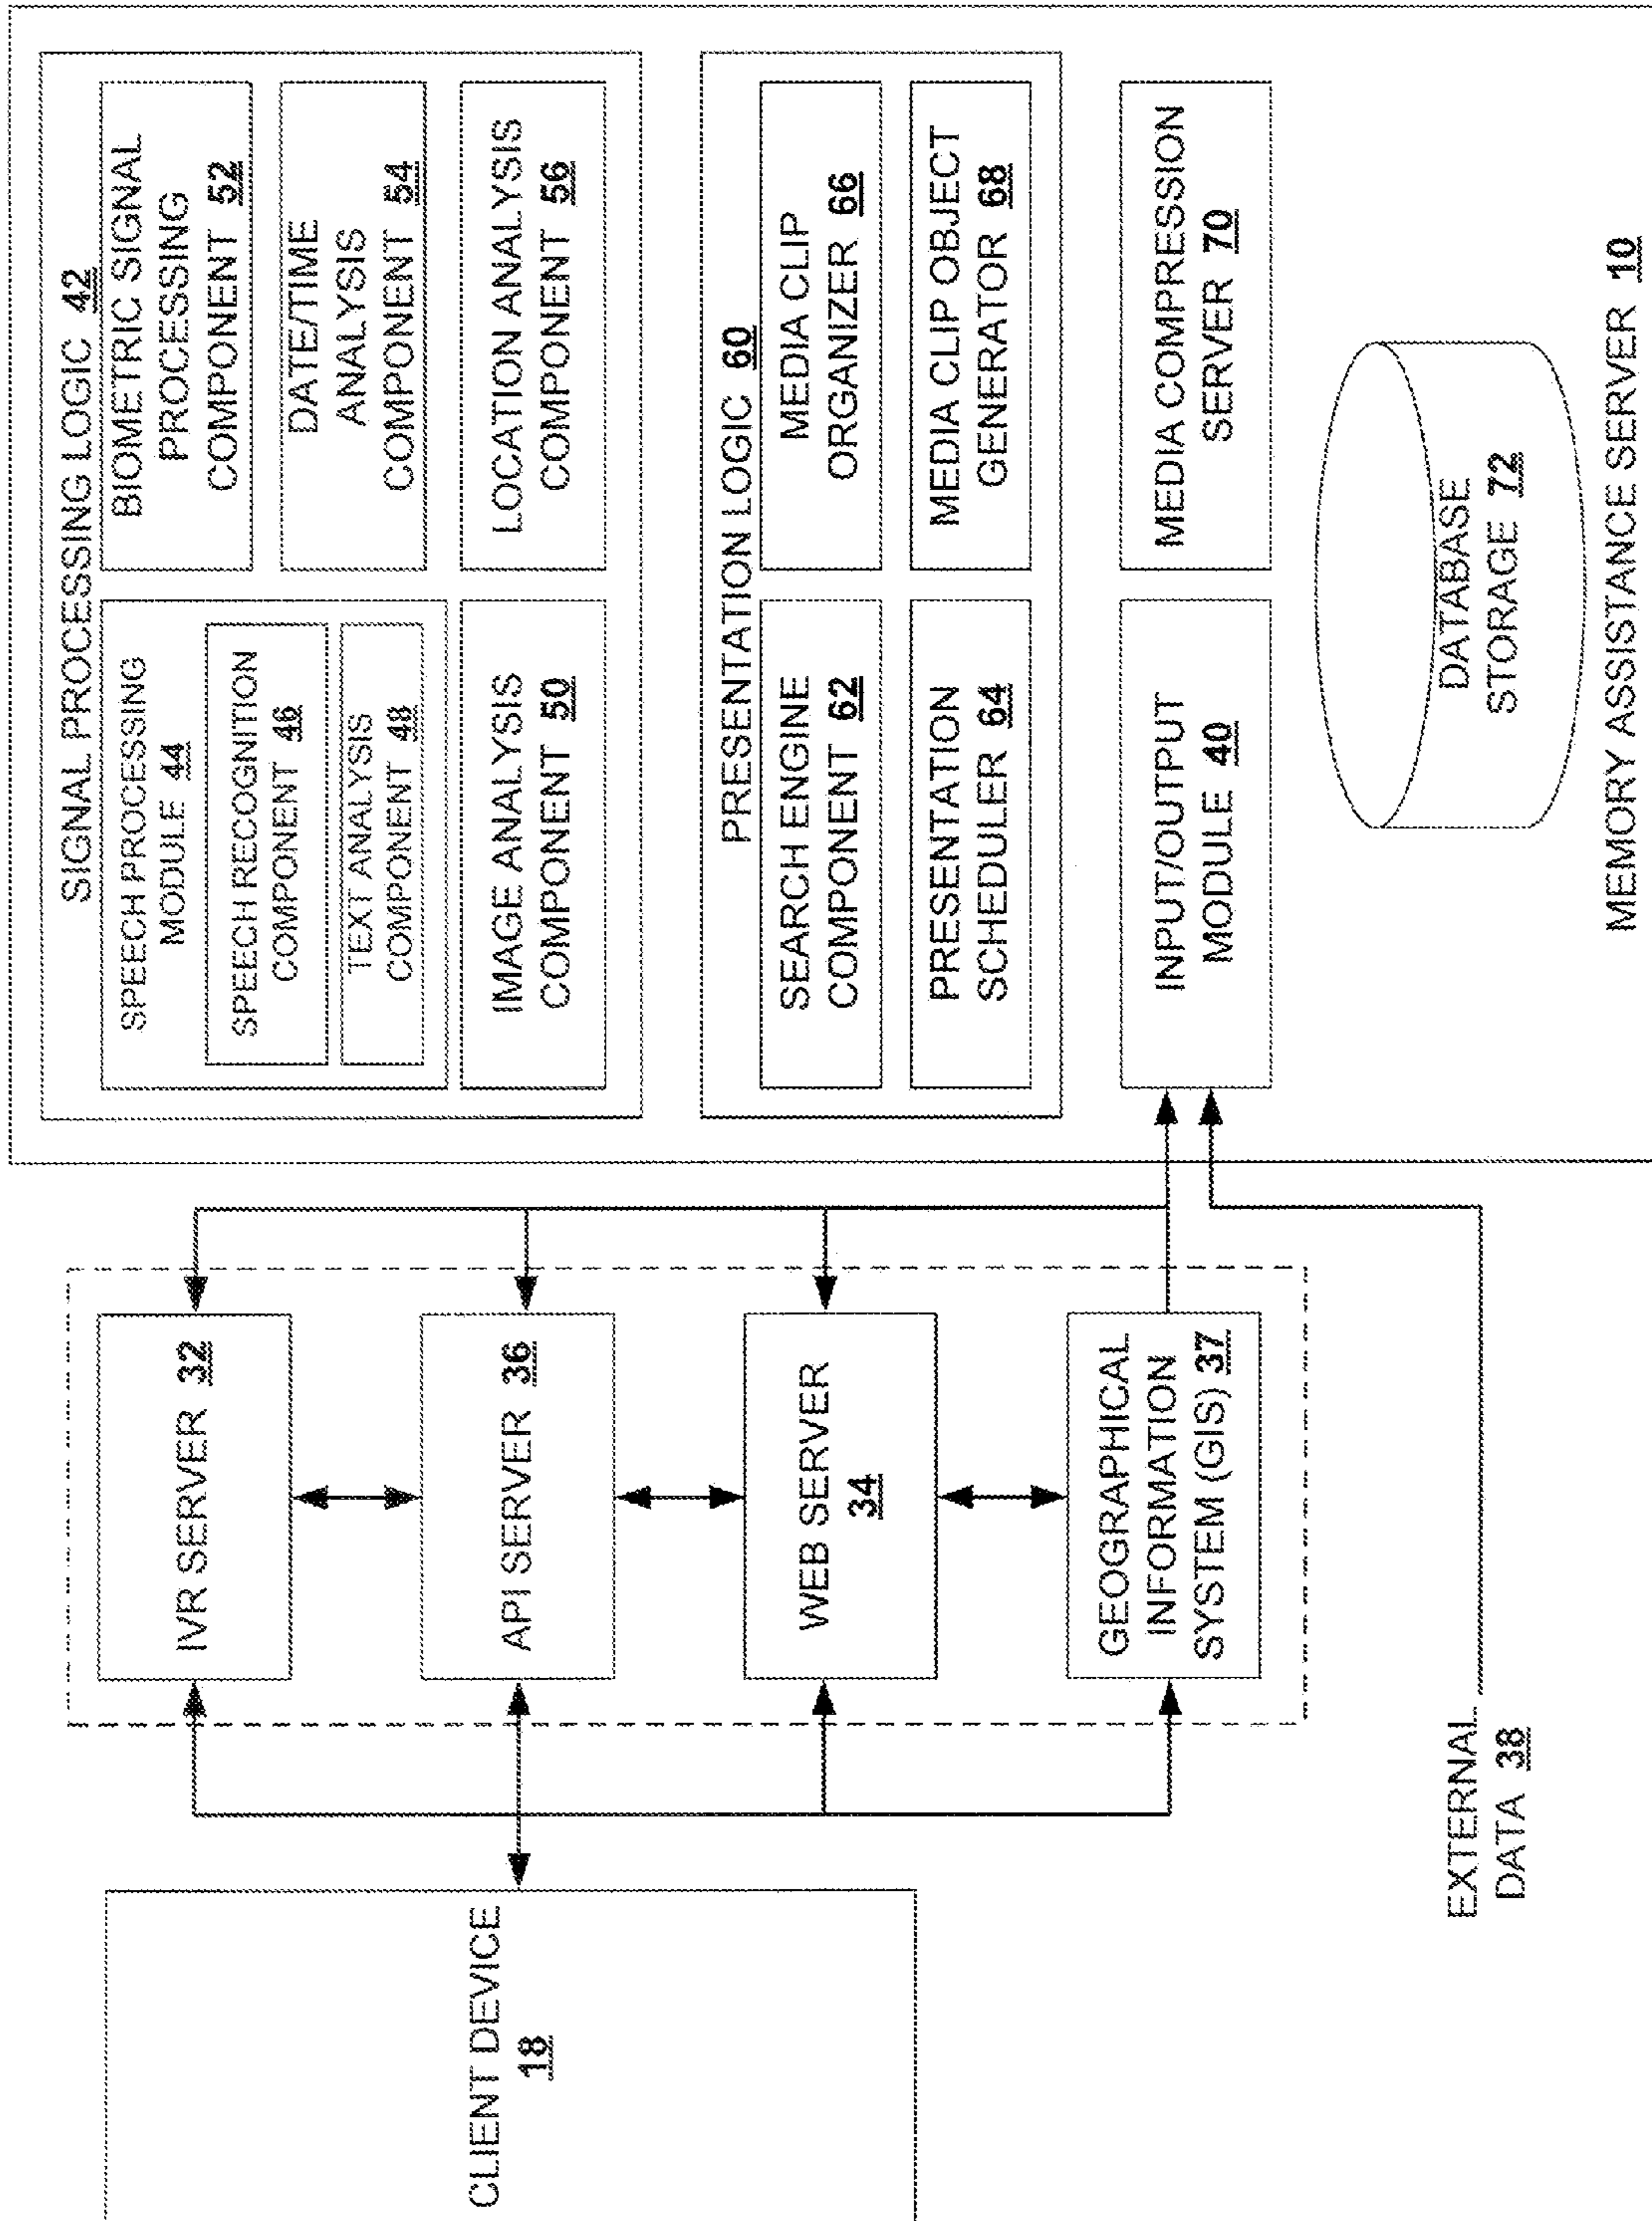 CLIENT DEVICE
18
IVR SERVER 32
API SERVER 36
WEB SERVER
34
GEOGRAPHICAL
INFORMATION
SYSTEM (GIS) 37
EXTERNAL
DATA 38
SIGNAL PROCESSING LOGIC 42
SPEECH PROCESSING
MODULE 44
SPEECH RECOGNITION
COMPONENT 46
TEXT ANALYSIS
COMPONENT 48
IMAGE ANALYSIS
COMPONENT 50
BIOMETRIC SIGNAL
PROCESSING
COMPONENT 52
DATE/TIME
ANALYSIS
COMPONENT 54
LOCATION ANALYSIS
COMPONENT 56
PRESENTATION LOGIC 60
SEARCH ENGINE
COMPONENT 62
PRESENTATION
SCHEDULER 64
MEDIA CLIP
ORGANIZER 66
MEDIA CLIP OBJECT
GENERATOR 68
INPUT/OUTPUT
MODULE 40
MEDIA COMPRESSION
SERVER 70
DATABASE
STORAGE 72
MEMORY ASSISTANCE SERVER 10